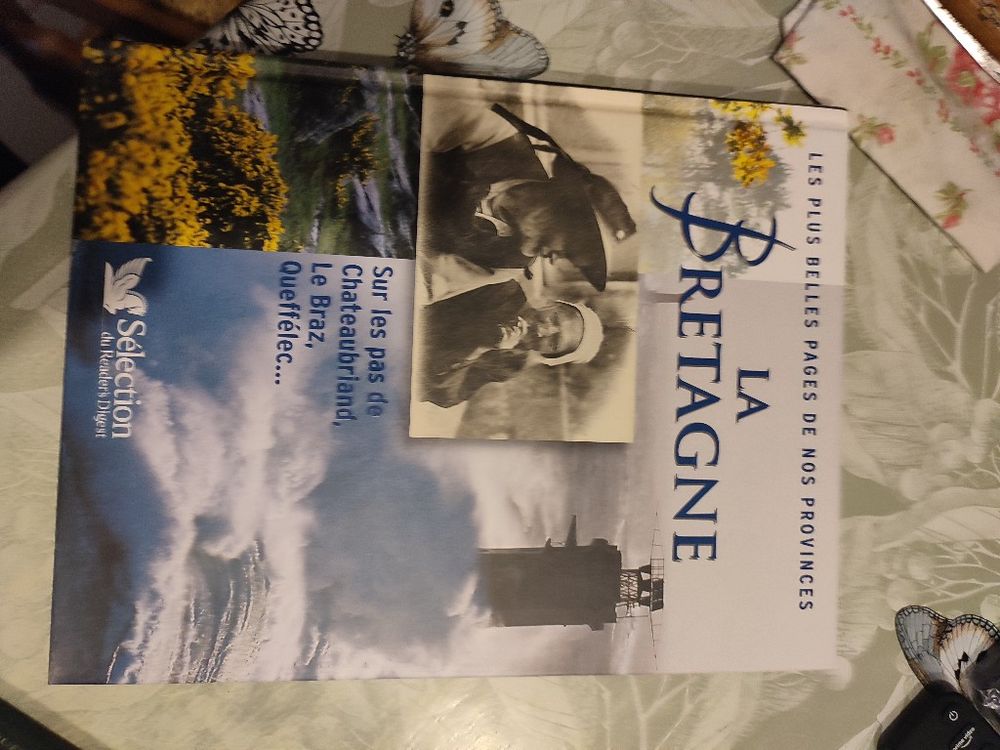 LES PLUS BELLES PAGES DE NOS PROVINCES
LA
BRETAGNE
Sur les pas de
Chateaubriand,
Le Braz,
Queffélec...
Sélection
du Reader's Digest